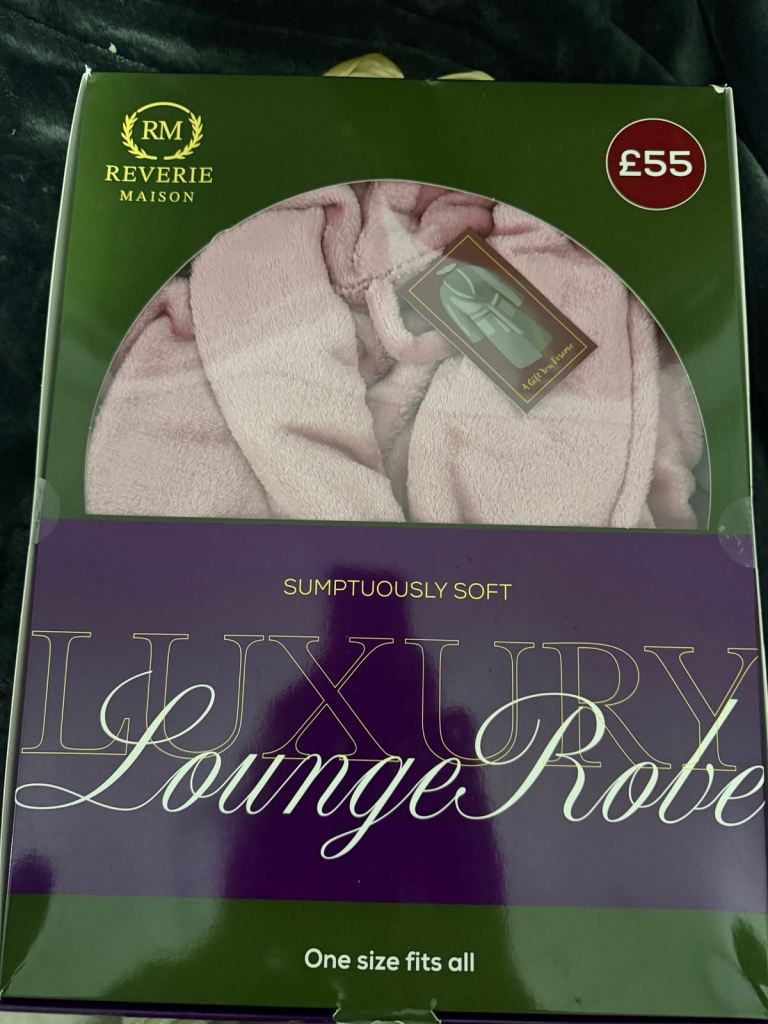 RM
REVERIE
MAISON
£55
A Gift You Deserve
SUMPTUOUSLY SOFT
LUXURY
Lounge Robe
One size fits all